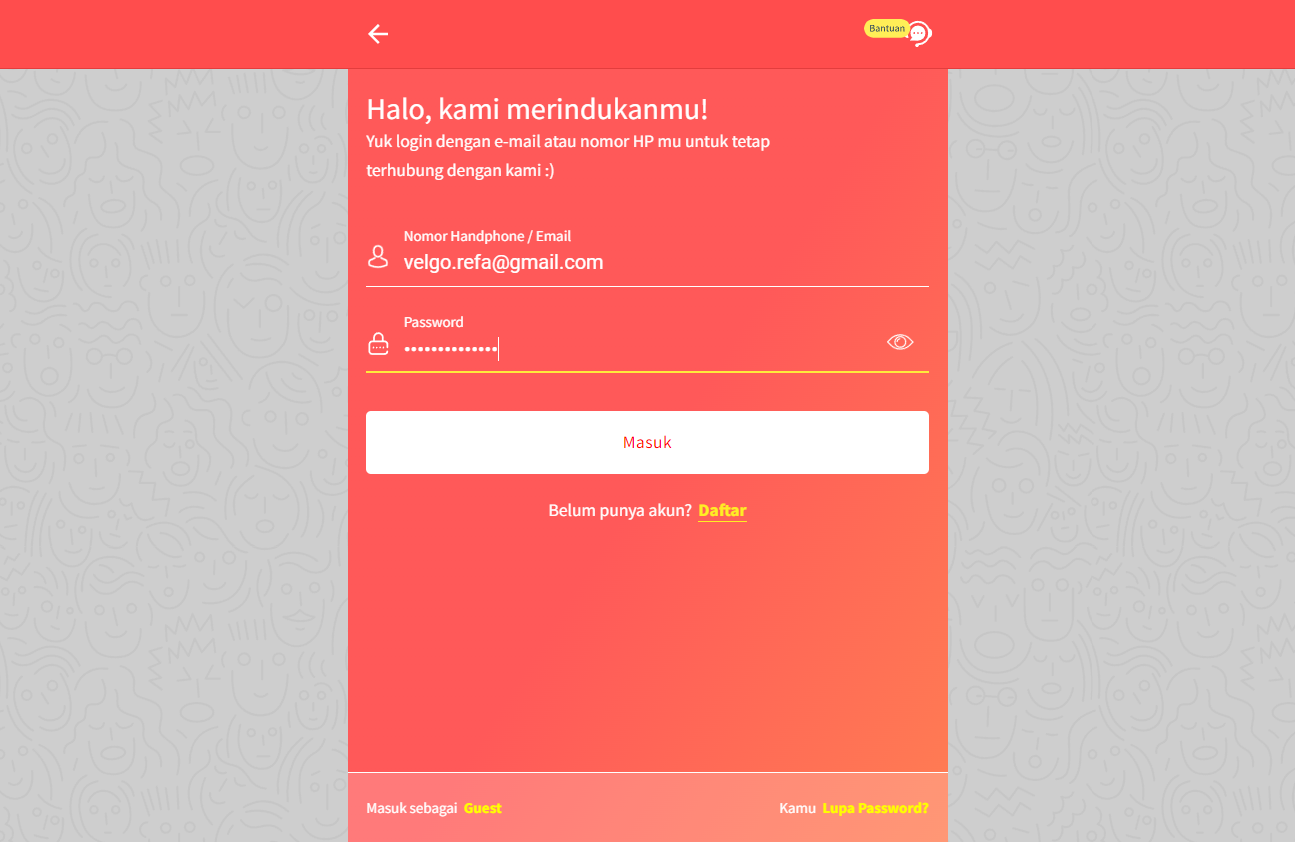 Bantuan
Halo, kami merindukanmu!
Yuk login dengan e-mail atau nomor HP mu untuk tetap
terhubung dengan kami :)
Nomor Handphone / Email
velgo.refa@gmail.com
Password
••••••••••••••
Masuk
Belum punya akun? Daftar
Masuk sebagai Guest
Kamu Lupa Password?